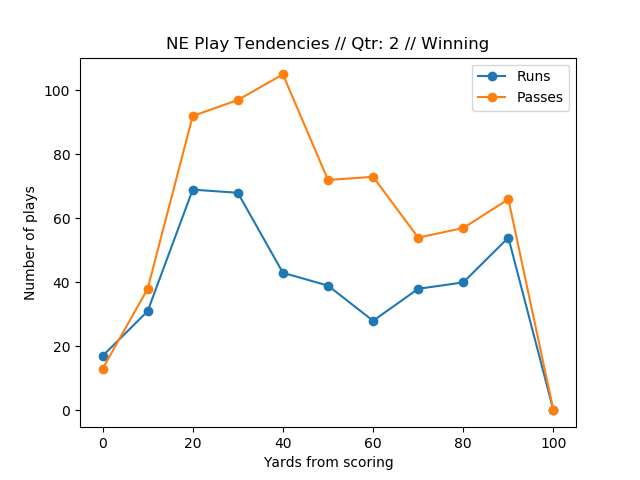 NE Play Tendencies // Qtr: 2 // Winning
Runs
Passes
Number of plays
100
80
60
40
20
0
0 20 40 60 80 100
Yards from scoring